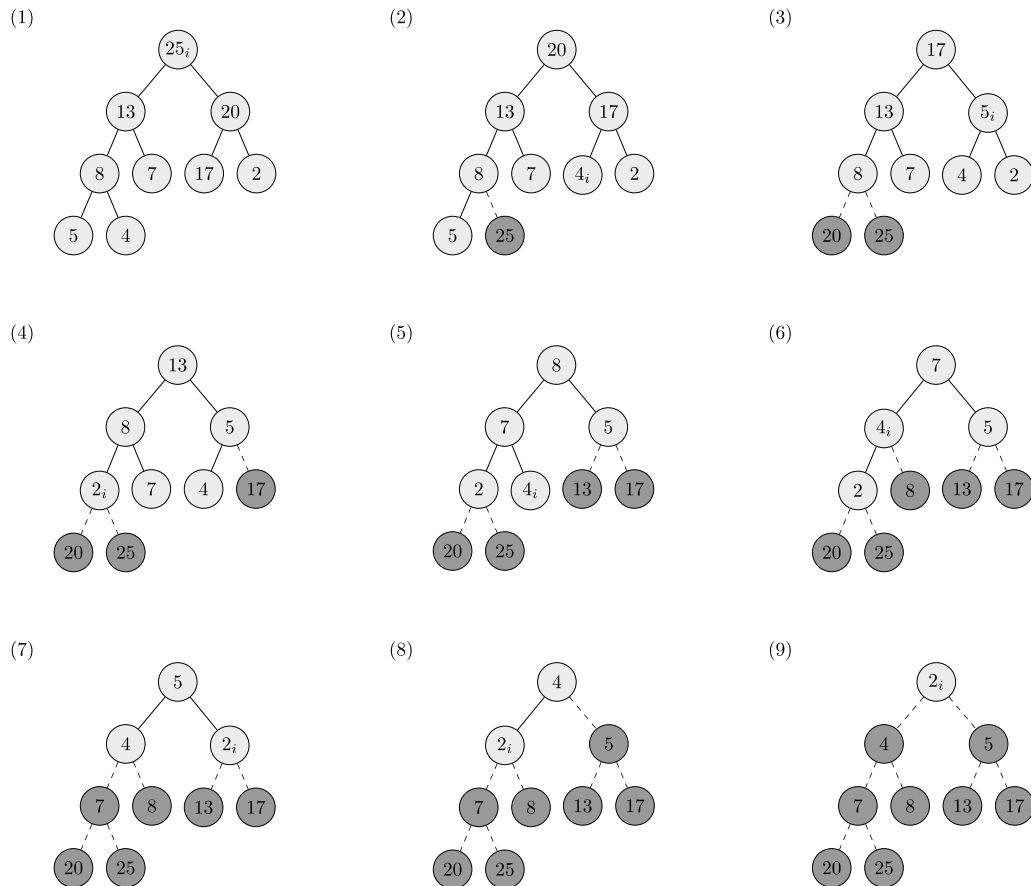 (1) (2) (3)
25i 20 17
13 20 13 17 13 5i
8 7 17 2 8 7 4i 2 8 7 4 2
5 4 5 25 20 25
(4) (5) (6)
13 8 7
8 5 7 5 4i 5
2i 7 4 17 2 4i 13 17 2 8 13 17
20 25 20 25 20 25
(7) (8) (9)
5 4 2i
4 2i 2i 5 4 5
7 8 13 17 7 8 13 17 7 8 13 17
20 25 20 25 20 25